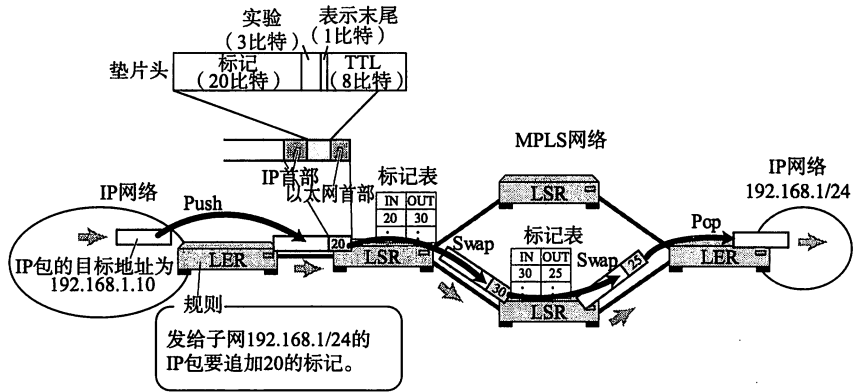 实验
(3比特)
表示末尾
(1比特)
垫片头
标记
(20比特)
TTL
(8比特)
IP首部
以太网首部
MPLS网络
IP网络
Push
标记表
IN OUT
20 30
LSR
IP网络
192.168.1/24
IP包的目标地址为
192.168.1.10
LER
20
LSR
Swap
标记表
IN OUT
30 25
Swap
25
Pop
LER
30
LSR
规则
发给子网192.168.1/24的
IP包要追加20的标记。